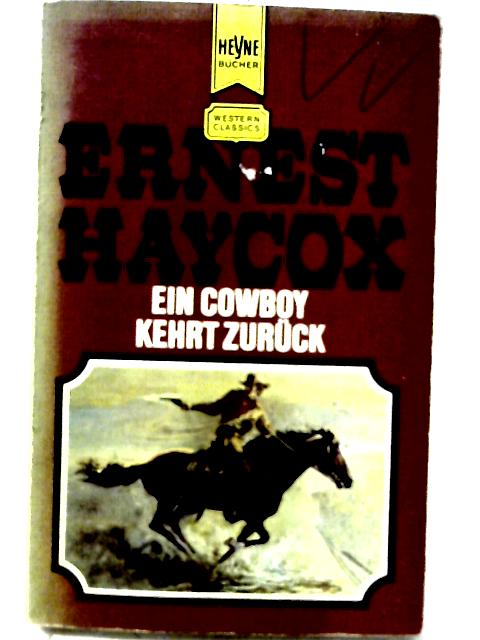 HEYNE
BÜCHER
WESTERN
CLASSICS
ERNEST
HAYCOX
EIN COWBOY
KEHRT ZURÜCK